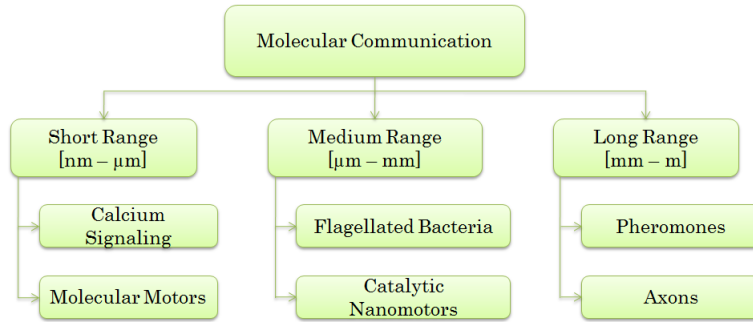 Molecular Communication
Short Range
[nm – µm]
Medium Range
[µm – mm]
Long Range
[mm – m]
Calcium
Signaling
Flagellated Bacteria
Pheromones
Molecular Motors
Catalytic
Nanomotors
Axons